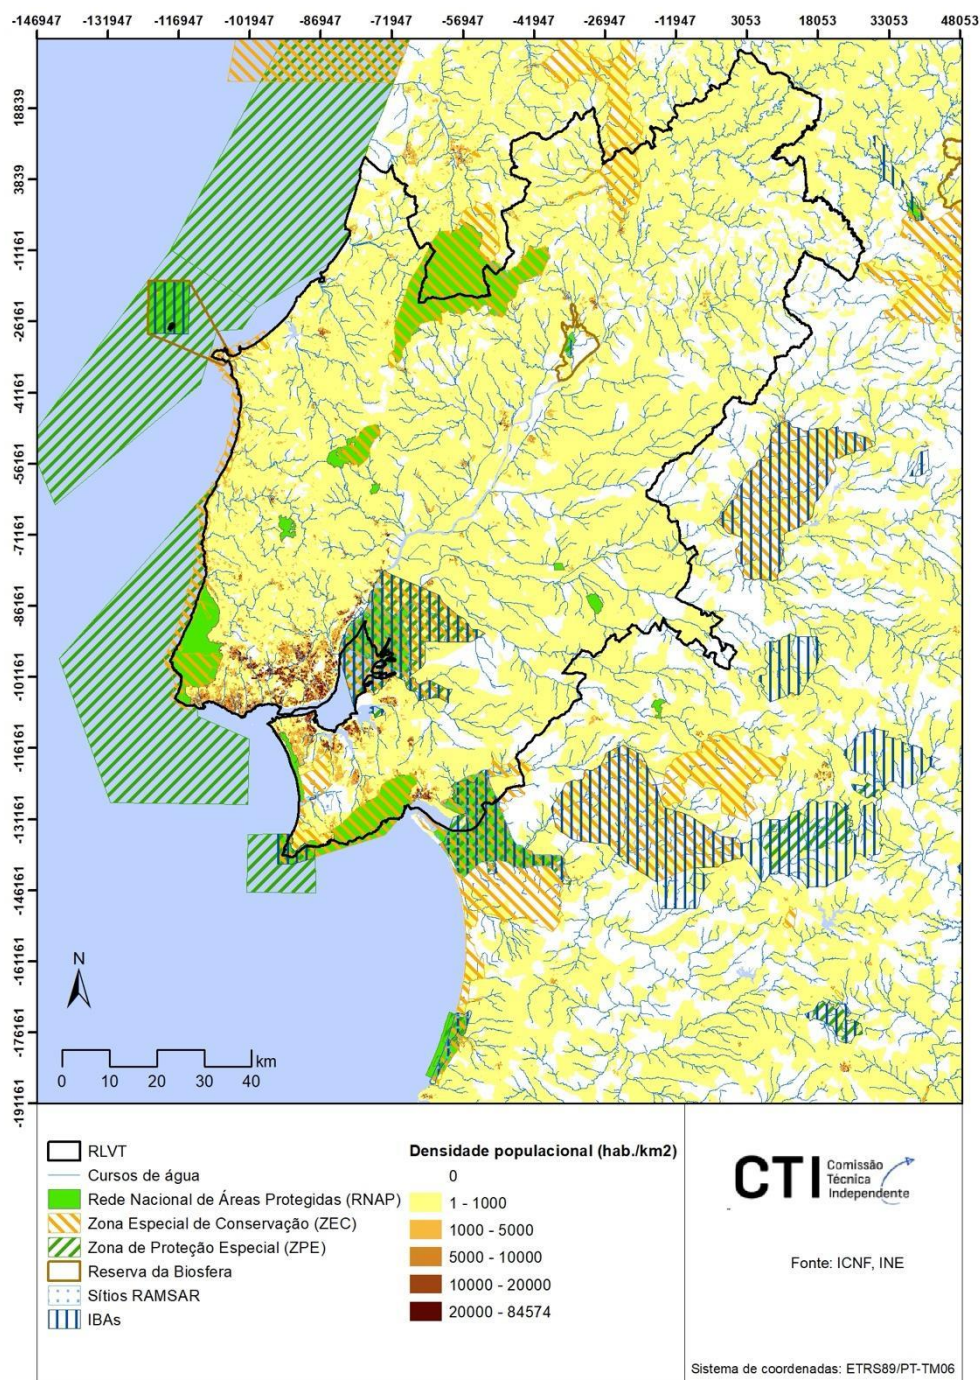 -146947 -131947 -116947 -101947 -86947 -71947 -56947 -41947 -26947 -11947 30053 18053 33053 48053
18839
3839
-11161
-26161
-41161
-56161
-71161
-86161
-101161
-116161
-131161
-146161
-161161
-176161
-191161
N
km
0 10 20 30 40
RLVT
Cursos de água
Rede Nacional de Áreas Protegidas (RNAP)
Zona Especial de Conservação (ZEC)
Zona de Proteção Especial (ZPE)
Reserva da Biosfera
Sítios RAMSAR
IBAs
Densidade populacional (hab./km2)
0
1 - 1000
1000 - 5000
5000 - 10000
10000 - 20000
20000 - 84574
CTI Comissão
Técnica
Independente
Fonte: ICNF, INE
Sistema de coordenadas: ETRS89/PT-TM06